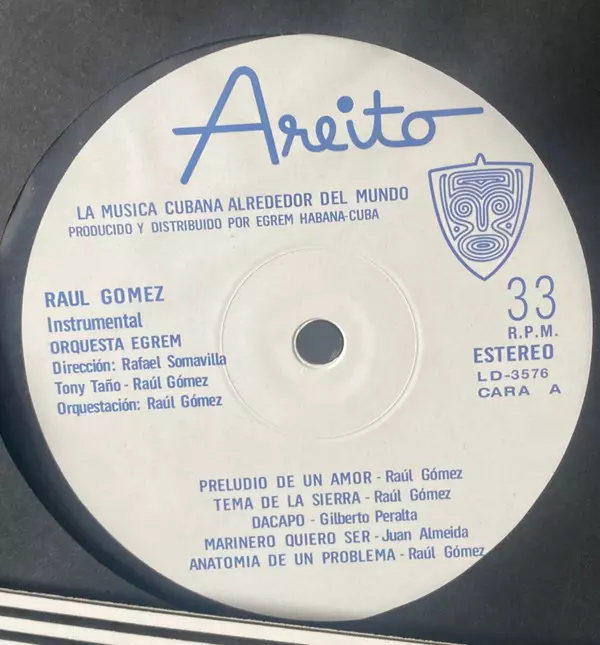 Areito
LA MUSICA CUBANA ALREDEDOR DEL MUNDO
PRODUCIDO Y DISTRIBUIDO POR EGREM HABANA-CUBA
RAUL GOMEZ
Instrumental
ORQUESTA EGREM
Dirección: Rafael Somavilla
Tony Taño - Raúl Gómez
Orquestación: Raúl Gómez
33
R.P.M.
ESTEREO
LD-3576
CARA A
PRELUDIO DE UN AMOR - Raúl Gómez
TEMA DE LA SIERRA - Raúl Gómez
DACAPO - Gilberto Peralta
MARINERO QUIERO SER - Juan Almeida
ANATOMIA DE UN PROBLEMA - Raúl Gómez